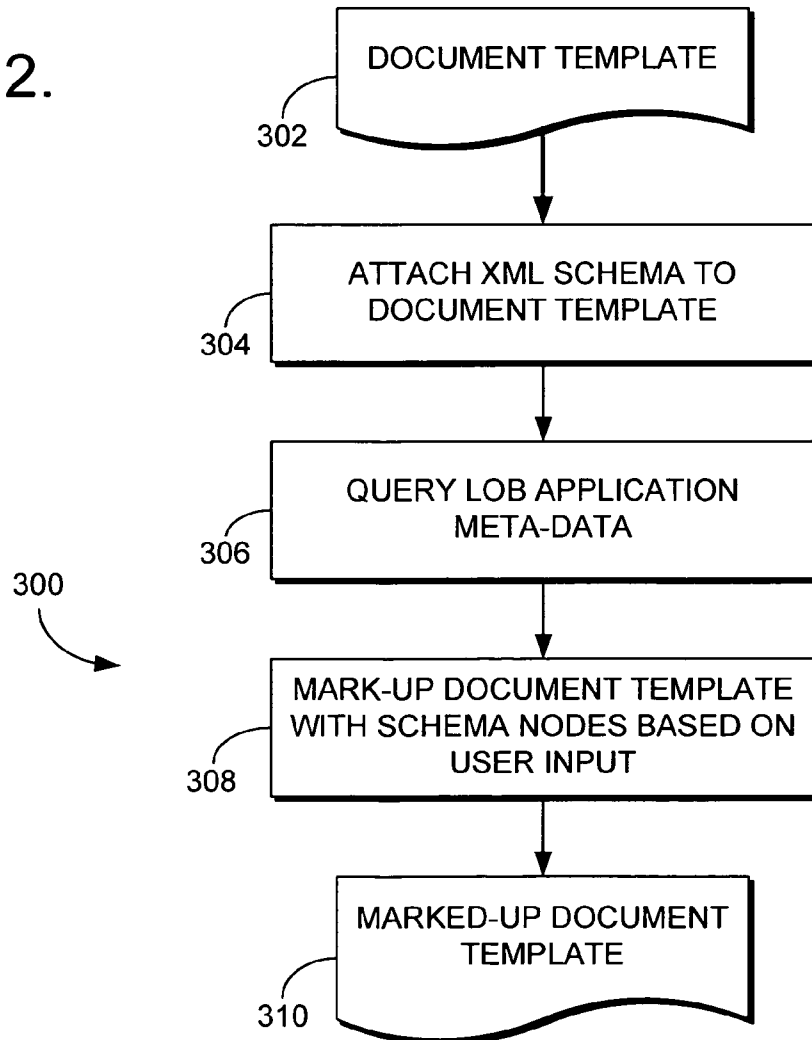 2.
DOCUMENT TEMPLATE
302
ATTACH XML SCHEMA TO
DOCUMENT TEMPLATE
304
QUERY LOB APPLICATION
META-DATA
306
300
MARK-UP DOCUMENT TEMPLATE
WITH SCHEMA NODES BASED ON
USER INPUT
308
MARKED-UP DOCUMENT
TEMPLATE
310